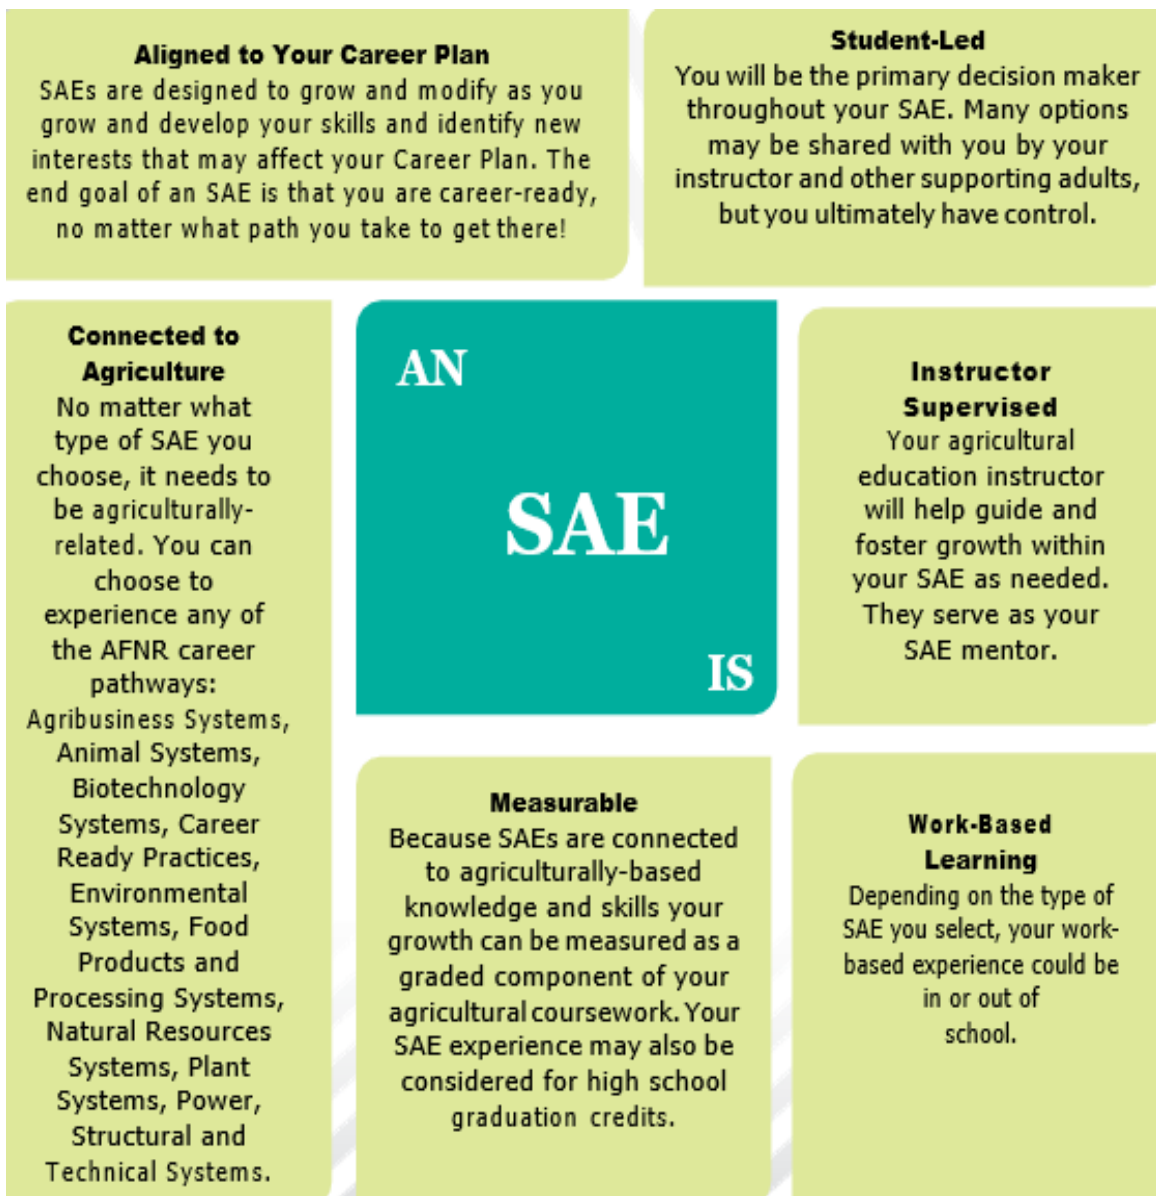 Aligned to Your Career Plan
SAEs are designed to grow and modify as you
grow and develop your skills and identify new
interests that may affect your Career Plan. The
end goal of an SAE is that you are career-ready,
no matter what path you take to get there!
Student-Led
You will be the primary decision maker
throughout your SAE. Many options
may be shared with you by your
instructor and other supporting adults,
but you ultimately have control.
Connected to
Agriculture
No matter what
type of SAE you
choose, it needs to
be agriculturally-
related. You can
choose to
experience any of
the AFNR career
pathways:
Agribusiness Systems,
Animal Systems,
Biotechnology
Systems, Career
Ready Practices,
Environmental
Systems, Food
Products and
Processing Systems,
Natural Resources
Systems, Plant
Systems, Power,
Structural and
Technical Systems.
AN
SAE
IS
Instructor
Supervised
Your agricultural
education instructor
will help guide and
foster growth within
your SAE as needed.
They serve as your
SAE mentor.
Measurable
Because SAEs are connected
to agriculturally-based
knowledge and skills your
growth can be measured as a
graded component of your
agricultural coursework. Your
SAE experience may also be
considered for high school
graduation credits.
Work-Based
Learning
Depending on the type of
SAE you select, your work-
based experience could be
in or out of
school.